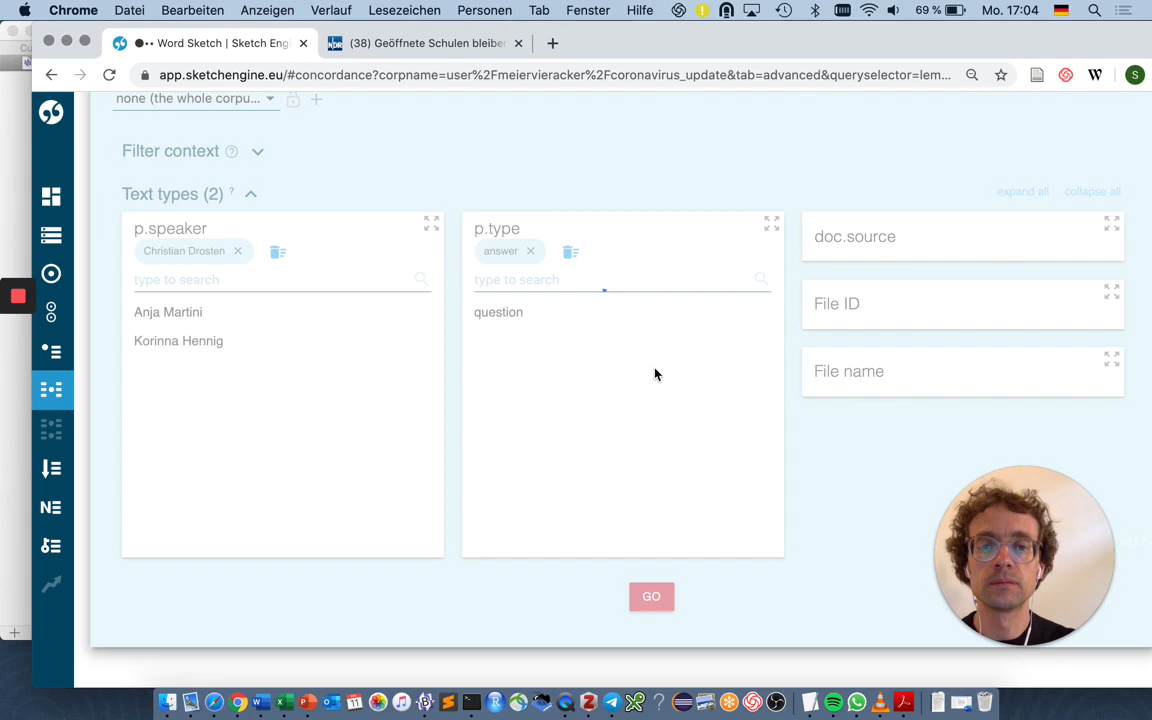 Chrome Datei Bearbeiten Anzeigen Verlauf Lesezeichen Personen Tab Fenster Hilfe 69 % Mo. 17:04
Word Sketch | Sketch Engi
(38) Geöffnete Schulen bleiber
app.sketchengine.eu/#concordance?corpname=user%2Fmeiervieracker%2Fcoronavirus_update&tab=advanced&queryselector=lem...
none (the whole corpu...
Filter context ?
Text types (2) ?
expand all collapse all
p.speaker
Christian Drosten
type to search
Anja Martini
Korinna Hennig
p.type
answer
type to search
question
doc.source
File ID
File name
GO